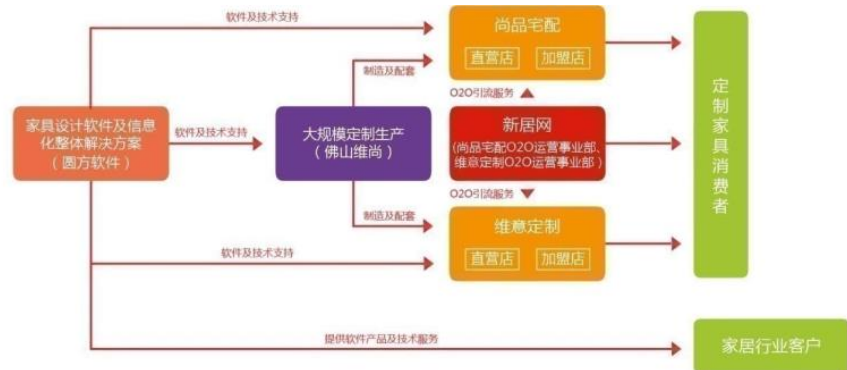 软件及技术支持
尚品宅配
直营店 加盟店
制造及配套
O2O引流服务
家具设计软件及信息
化整体解决方案
（圆方软件）
软件及技术支持
大规模定制生产
（佛山维尚）
新居网
(尚品宅配O2O运营事业部、
维意定制O2O运营事业部）
定制家具消费者
O2O引流服务
制造及配套
维意定制
直营店 加盟店
软件及技术支持
提供软件产品及技术服务
家居行业客户